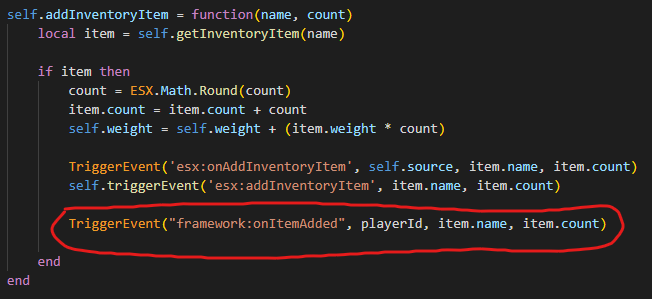 self.addInventoryItem = function(name, count)
local item = self.getInventoryItem(name)
if item then
count = ESX.Math.Round(count)
item.count = item.count + count
self.weight = self.weight + (item.weight * count)
TriggerEvent('esx:onAddInventoryItem', self.source, item.name, item.count)
self.triggerEvent('esx:addInventoryItem', item.name, item.count)
TriggerEvent("framework:onItemAdded", playerId, item.name, item.count)
end
end